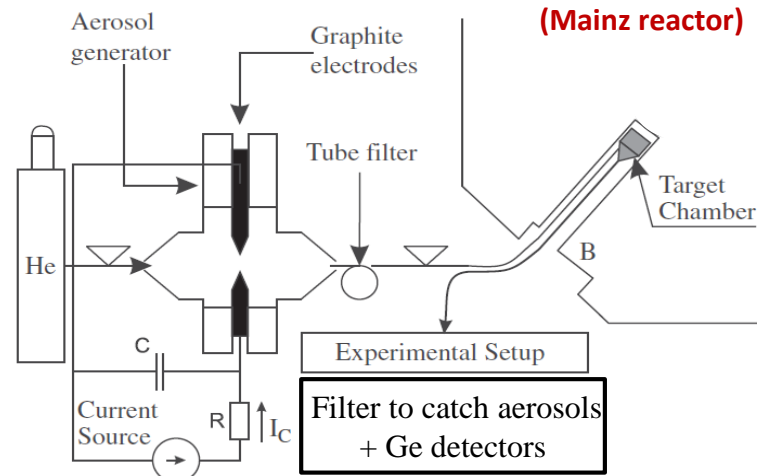 (Mainz reactor)
Aerosol
generator
Graphite
electrodes
Tube filter
Target
Chamber
He
B
C
Experimental Setup
Current
Source
R
I_C
Filter to catch aerosols
+ Ge detectors